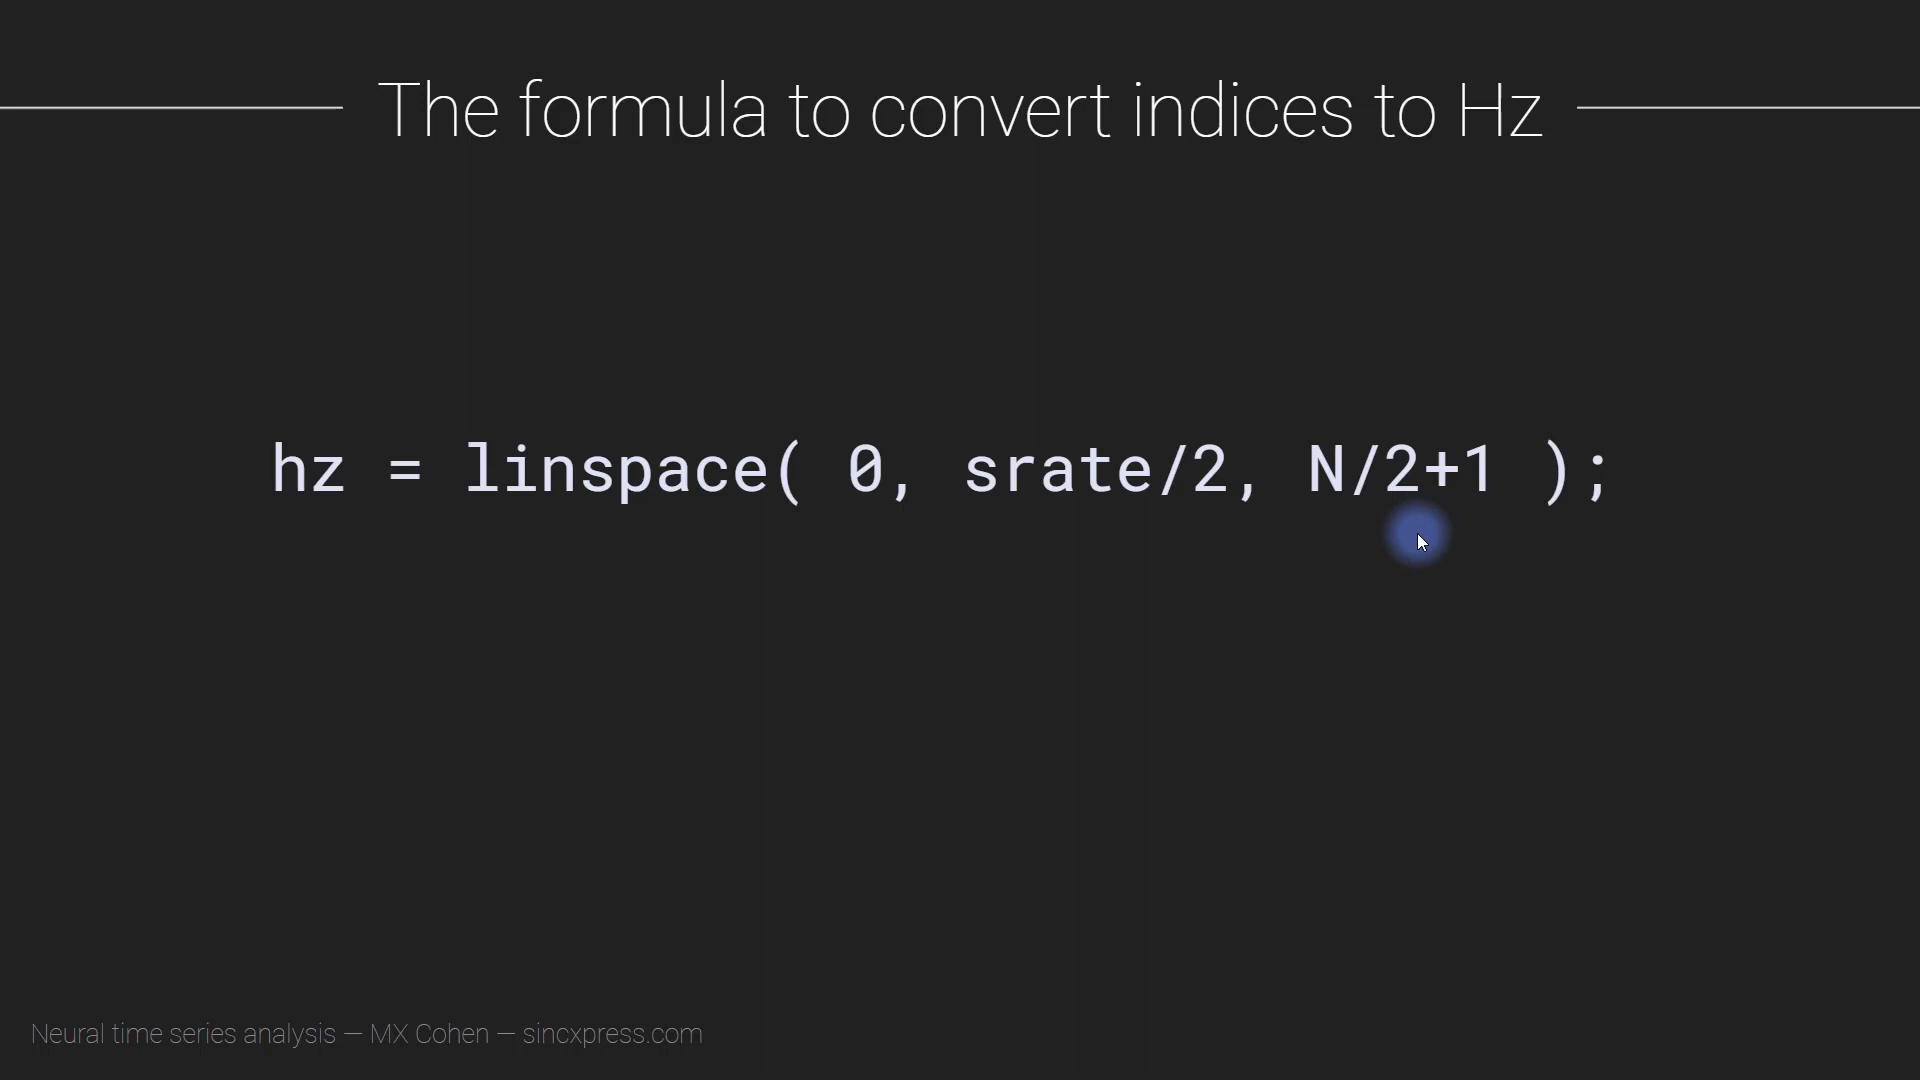 The formula to convert indices to Hz
hz = linspace( 0, srate/2, N/2+1 );
Neural time series analysis — MX Cohen — sincxpress.com